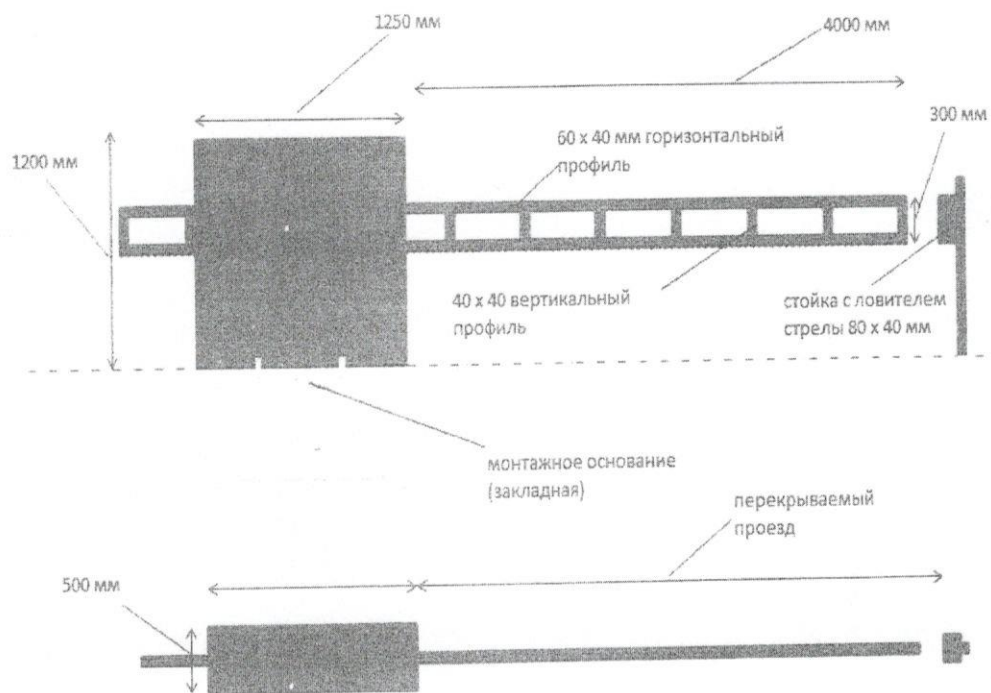 1250 мм
4000 мм
1200 мм
60 х 40 мм горизонтальный
профиль
300 мм
40 х 40 вертикальный
профиль
стойка с ловителем
стрелы 80 х 40 мм
монтажное основание
(закладная)
перекрываемый
проезд
500 мм